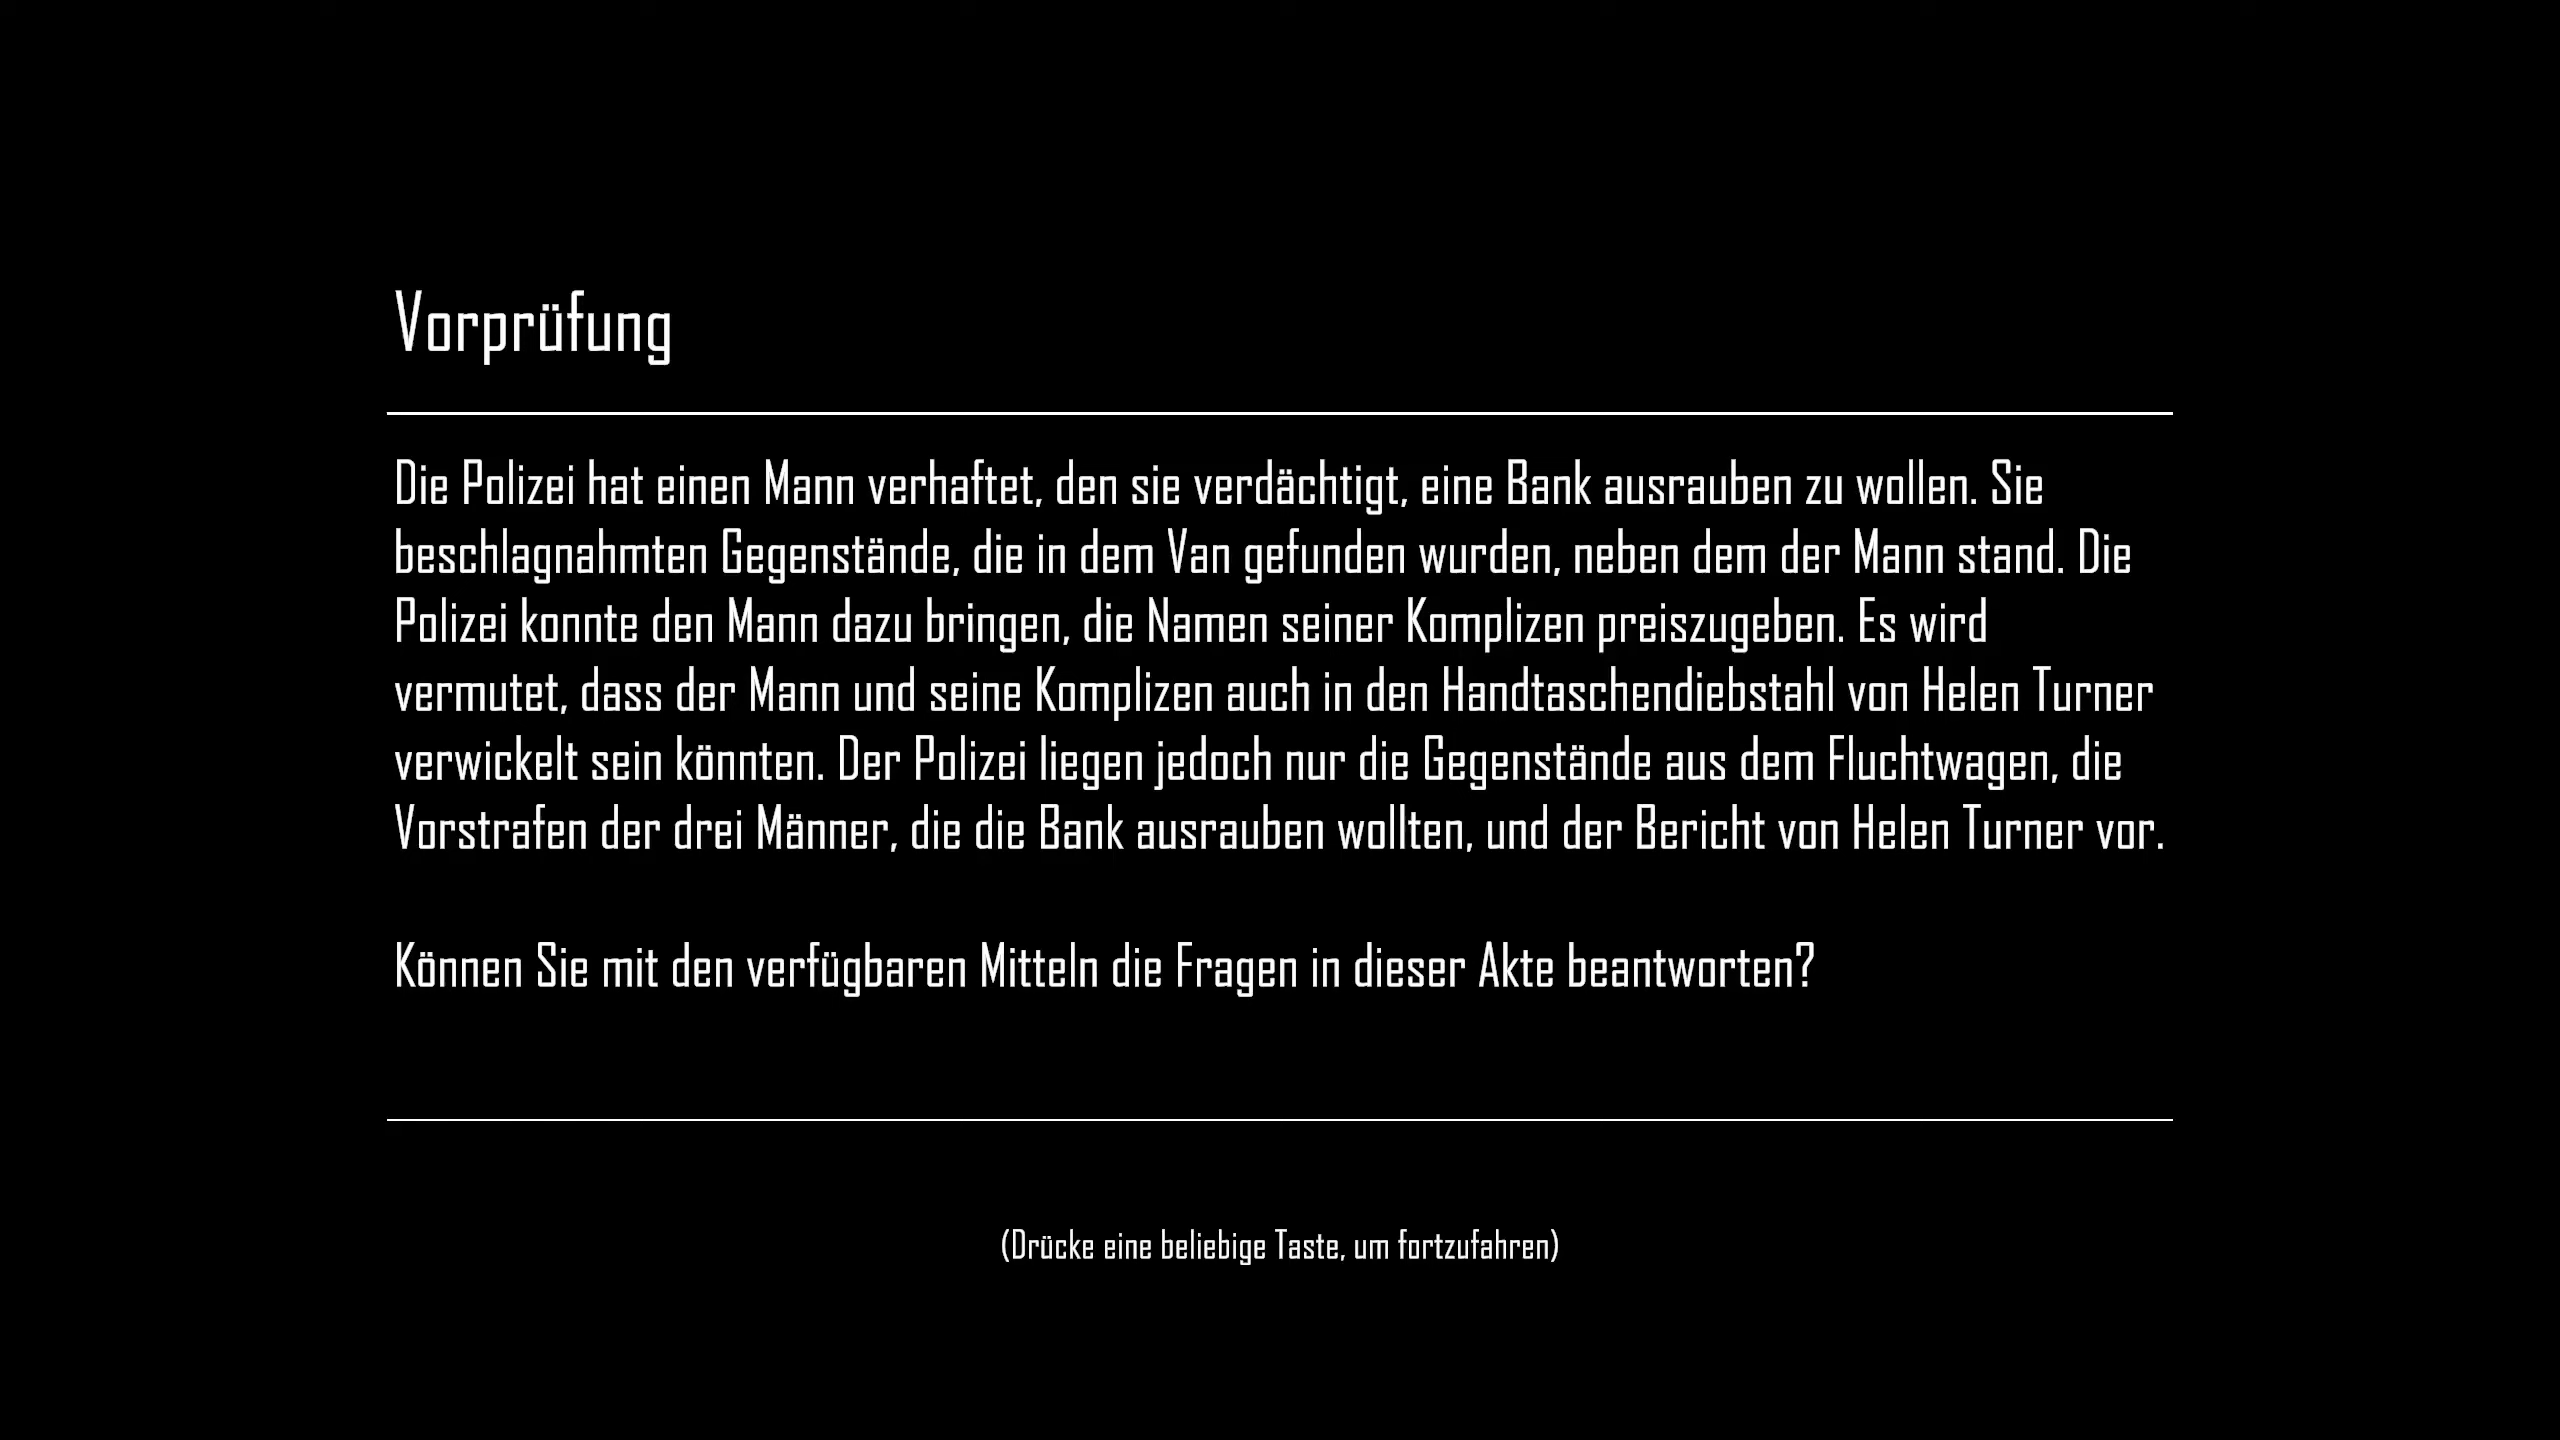 Vorprüfung
Die Polizei hat einen Mann verhaftet, den sie verdächtigt, eine Bank ausrauben zu wollen. Sie
beschlagnahmten Gegenstände, die in dem Van gefunden wurden, neben dem der Mann stand. Die
Polizei konnte den Mann dazu bringen, die Namen seiner Komplizen preiszugeben. Es wird
vermutet, dass der Mann und seine Komplizen auch in den Handtaschendiebstahl von Helen Turner
verwickelt sein könnten. Der Polizei liegen jedoch nur die Gegenstände aus dem Fluchtwagen, die
Vorstrafen der drei Männer, die die Bank ausrauben wollten, und der Bericht von Helen Turner vor.
Können Sie mit den verfügbaren Mitteln die Fragen in dieser Akte beantworten?
(Drücke eine beliebige Taste, um fortzufahren)